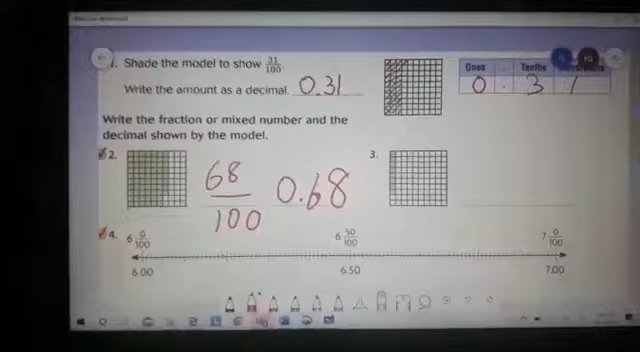 1. Shade the model to show 31/100
Ones . Tenths
Write the amount as a decimal. 0.31
0 . 3 1
Write the fraction or mixed number and the
decimal shown by the model.
2.
68/100 0.68
3.
4.
6 0/100 6 50/100 7 0/100
6.00 6.50 7.00